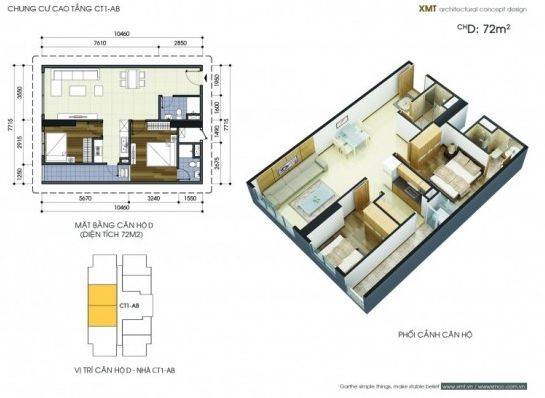 CHUNG CƯ CAO TẦNG CT1-AB
XMT architectural concept design
CHD: 72m²
10460
7610 2850
7715
3550
2915
1250
1950
1600
1490
2675
7715
5670 3240 1550
10460
MẶT BẰNG CĂN HỘ D
(DIỆN TÍCH 72M2)
CT1-AB
VỊ TRÍ CĂN HỘ D - NHÀ CT1-AB
PHỐI CẢNH CĂN HỘ
simple things, make stable belief www.xmt.vn | www.xmcc.com.vn